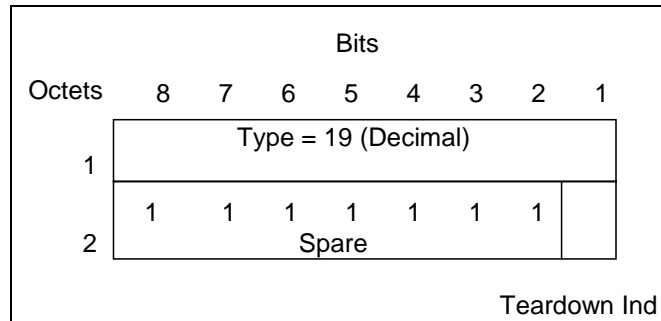 Bits
Octets 8 7 6 5 4 3 2 1
Type = 19 (Decimal)
1
1 1 1 1 1 1 1
2 Spare
Teardown Ind